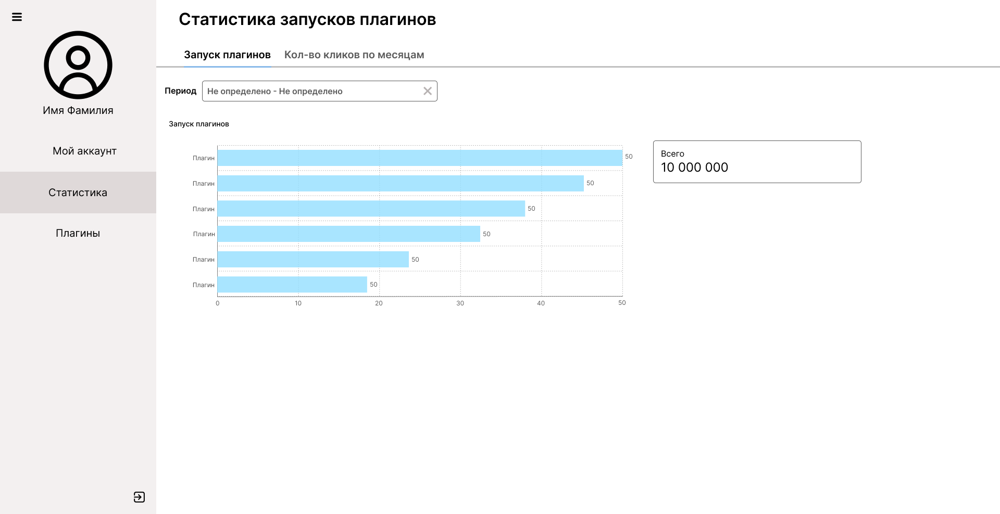 Имя Фамилия
Мой аккаунт
Статистика
Плагины
Статистика запусков плагинов
Запуск плагинов
Кол-во кликов по месяцам
Период
Не определено - Не определено
Запуск плагинов
Плагин
50
Плагин
50
Плагин
50
Плагин
50
Плагин
50
Плагин
50
0
10
20
30
40
50
Всего
10 000 000